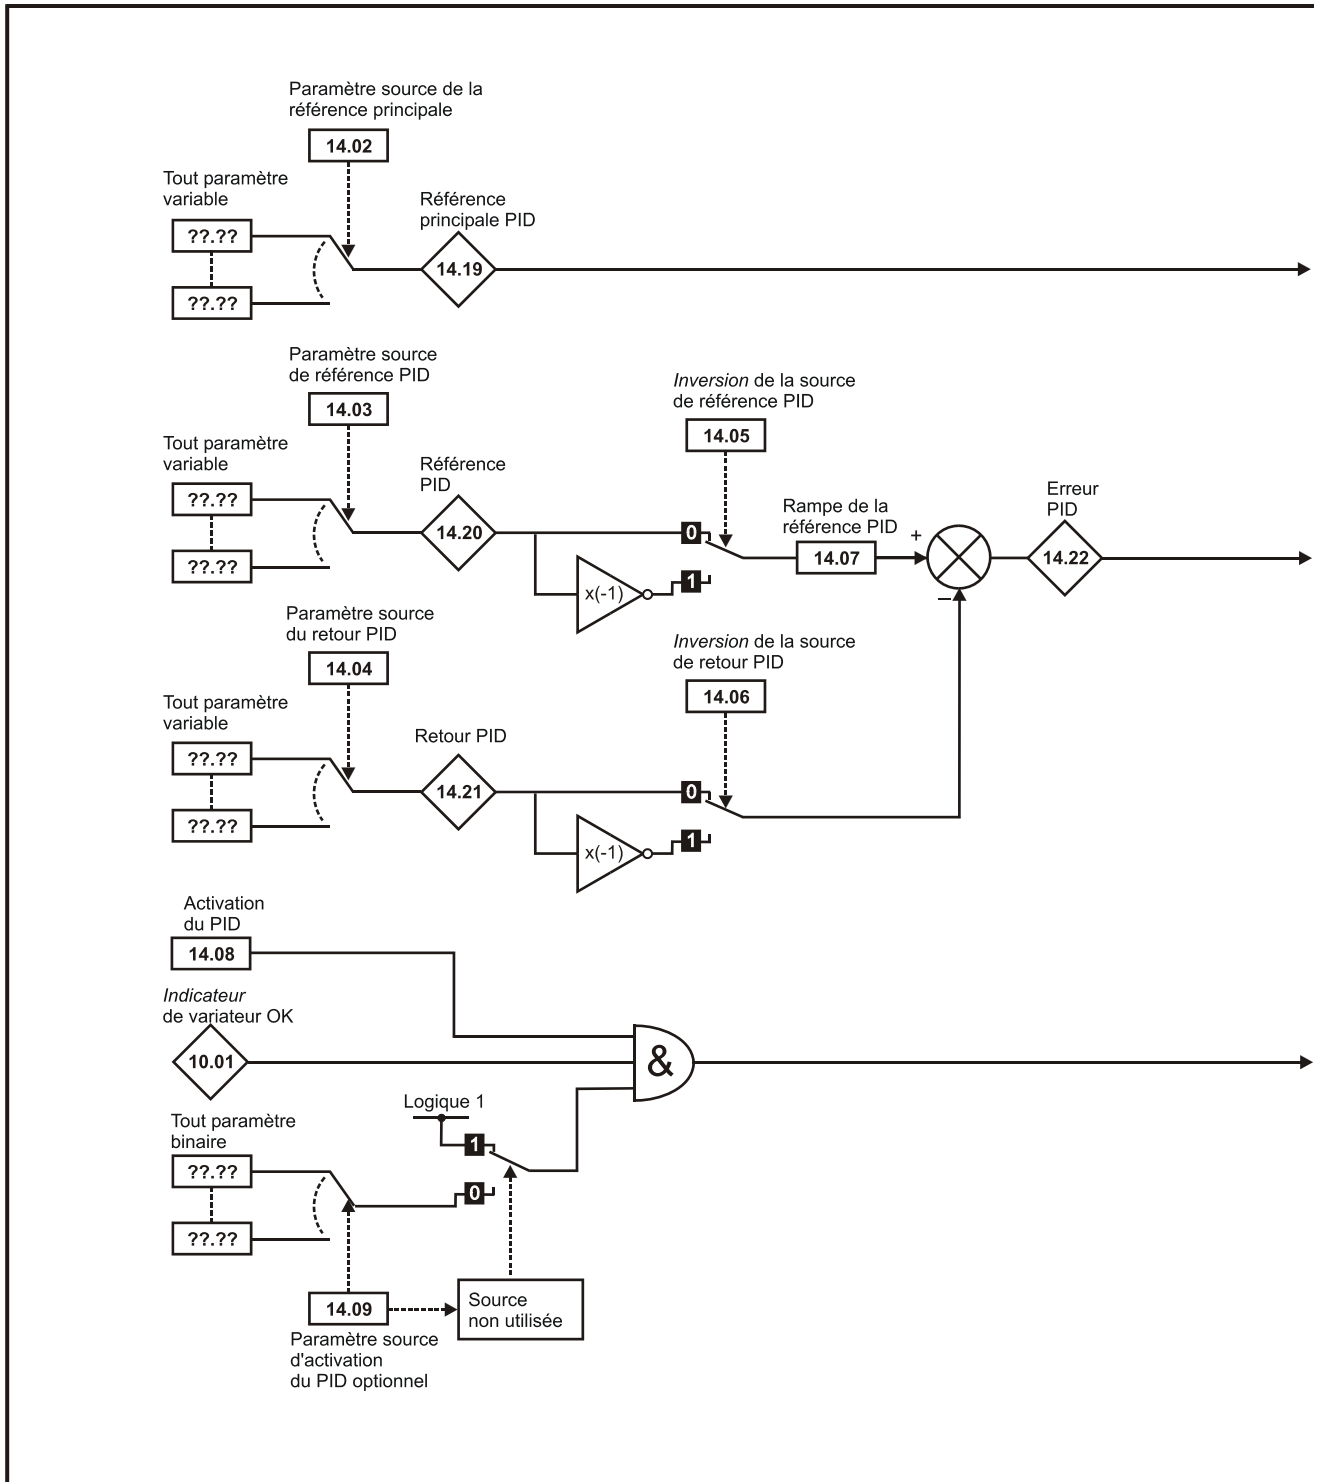 Paramètre source de la
référence principale
14.02
Tout paramètre
variable
??.??
??.??
Référence
principale PID
14.19
Paramètre source
de référence PID
14.03
Tout paramètre
variable
??.??
??.??
Référence
PID
14.20
x(-1)
Inversion de la source
de référence PID
14.05
0
1
Rampe de la
référence PID
14.07
+
–
Erreur
PID
14.22
Paramètre source
du retour PID
14.04
Tout paramètre
variable
??.??
??.??
Retour PID
14.21
x(-1)
Inversion de la source
de retour PID
14.06
0
1
Activation
du PID
14.08
Indicateur
de variateur OK
10.01
&
Logique 1
1
0
Tout paramètre
binaire
??.??
??.??
14.09
Paramètre source
d'activation
du PID optionnel
Source
non utilisée